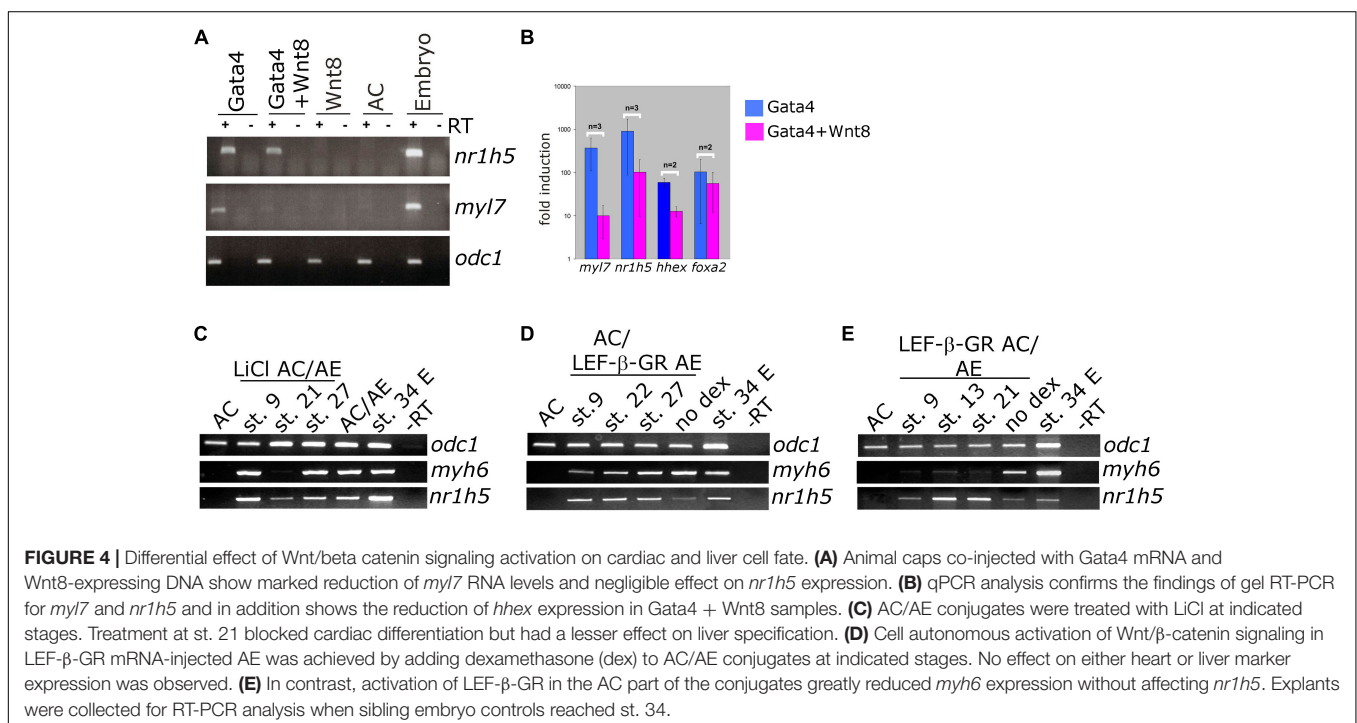 A
Gata4
Gata4
+Wnt8
Wnt8
AC
Embryo
+ - + - + - + - + - RT
nr1h5
myl7
odc1
B
10000
1000
100
10
1
fold induction
n=3
n=3
n=2
n=2
myl7 nr1h5 hhex foxa2
Gata4
Gata4+Wnt8
C
LiCl AC/AE
AC
st. 9
st. 21
st. 27
AC/AE
st. 34 E
-RT
odc1
myh6
nr1h5
D
AC/
LEF-β-GR AE
AC
st.9
st. 22
st. 27
no dex
st. 34 E
-RT
odc1
myh6
nr1h5
E
LEF-β-GR AC/
AE
AC
st. 9
st. 13
st. 21
no dex
st. 34 E
-RT
odc1
myh6
nr1h5
FIGURE 4 | Differential effect of Wnt/beta catenin signaling activation on cardiac and liver cell fate. (A) Animal caps co-injected with Gata4 mRNA and
Wnt8-expressing DNA show marked reduction of myl7 RNA levels and negligible effect on nr1h5 expression. (B) qPCR analysis confirms the findings of gel RT-PCR
for myl7 and nr1h5 and in addition shows the reduction of hhex expression in Gata4 + Wnt8 samples. (C) AC/AE conjugates were treated with LiCl at indicated
stages. Treatment at st. 21 blocked cardiac differentiation but had a lesser effect on liver specification. (D) Cell autonomous activation of Wnt/β-catenin signaling in
LEF-β-GR mRNA-injected AE was achieved by adding dexamethasone (dex) to AC/AE conjugates at indicated stages. No effect on either heart or liver marker
expression was observed. (E) In contrast, activation of LEF-β-GR in the AC part of the conjugates greatly reduced myh6 expression without affecting nr1h5. Explants
were collected for RT-PCR analysis when sibling embryo controls reached st. 34.